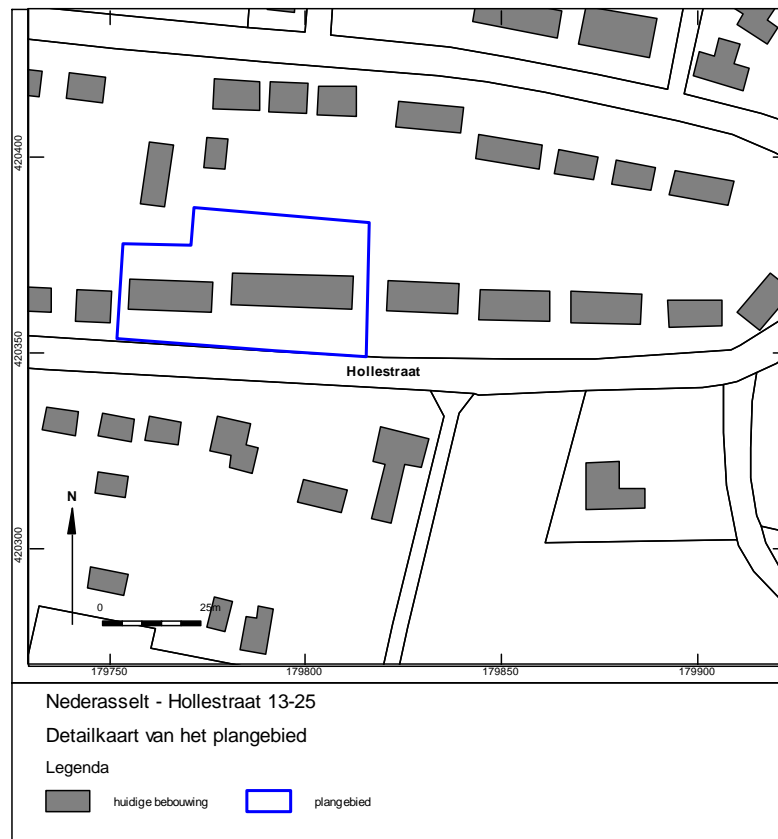 420400
420350
Hollestraat
N
420300
0 25m
179750 179800 179850 179900
Nederasselt - Hollestraat 13-25
Detailkaart van het plangebied
Legenda
huidige bebouwing plangebied